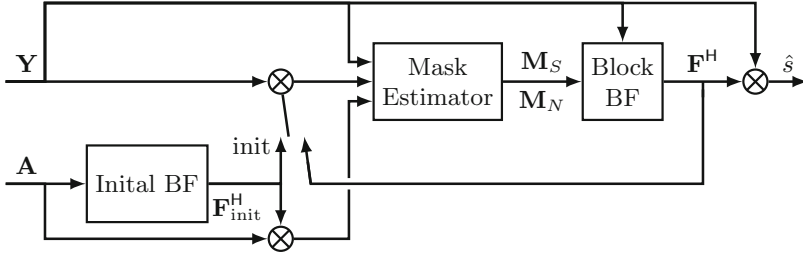 Y
Mask
Estimator
M_S
M_N
Block
BF
F^H
ŝ
init
A
Inital BF
F^H_init